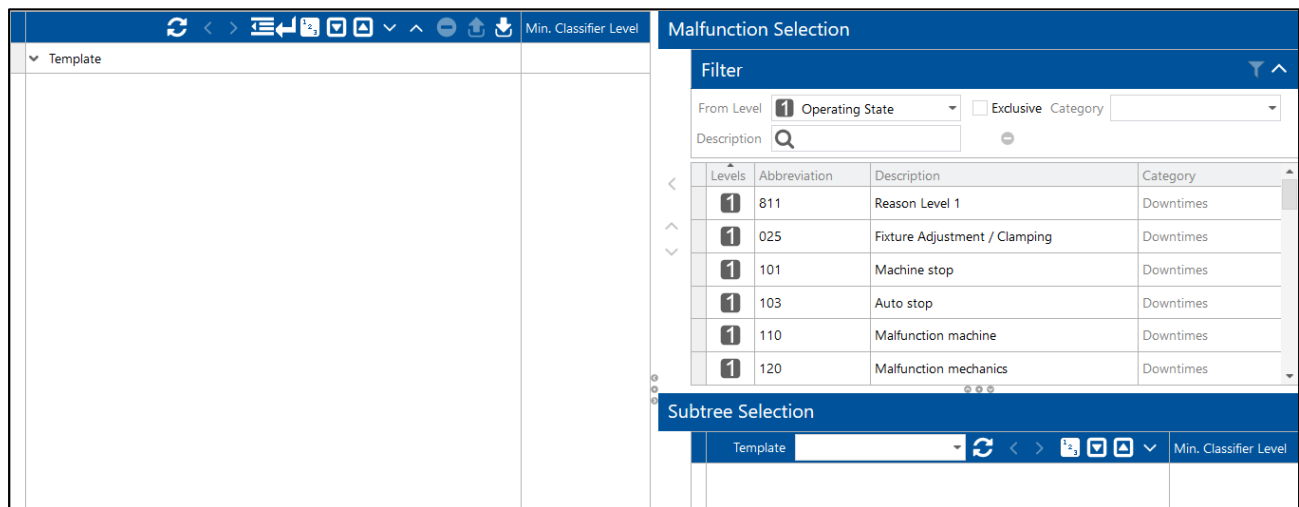 Min. Classifier Level
Template
Malfunction Selection
Filter
From Level 1 Operating State Exclusive Category
Description
Levels Abbreviation Description Category
1 811 Reason Level 1 Downtimes
1 025 Fixture Adjustment / Clamping Downtimes
1 101 Machine stop Downtimes
1 103 Auto stop Downtimes
1 110 Malfunction machine Downtimes
1 120 Malfunction mechanics Downtimes
Subtree Selection
Template Min. Classifier Level